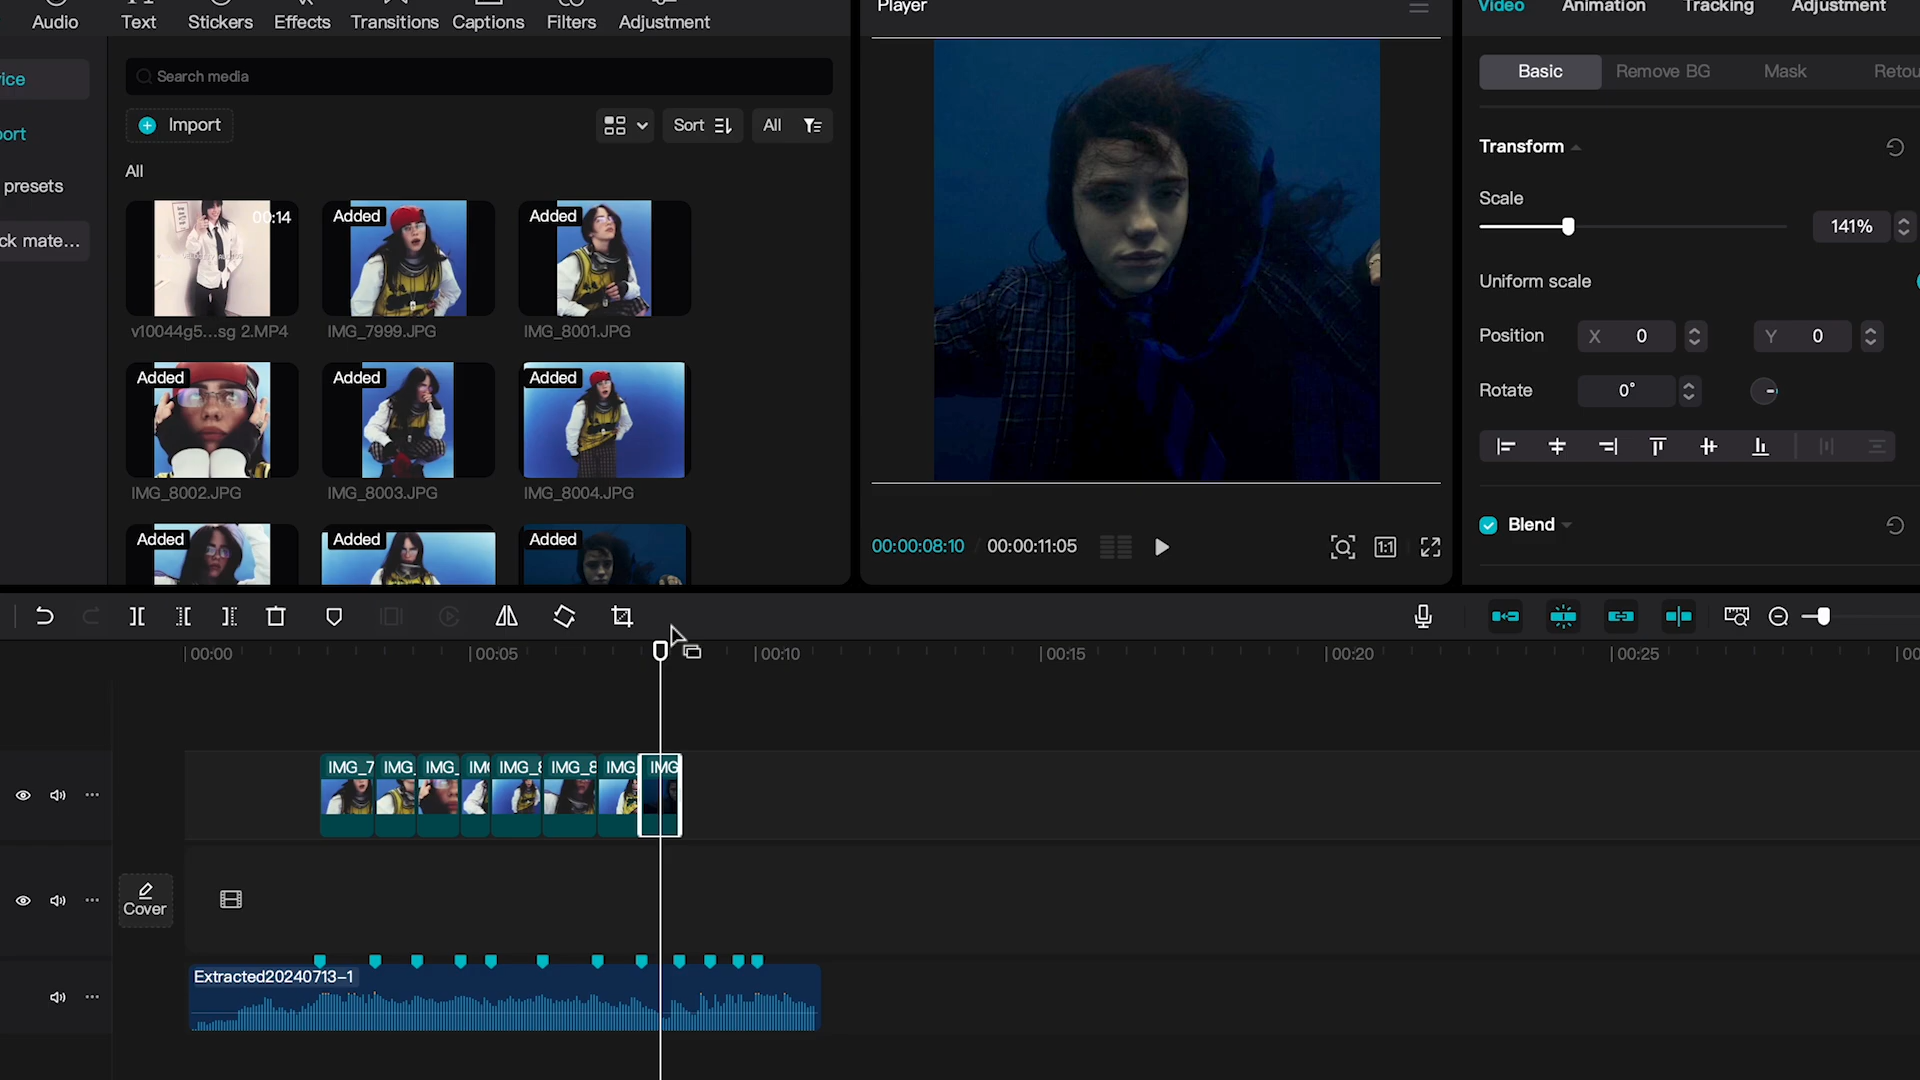 Audio
Text
Stickers
Effects
Transitions
Captions
Filters
Adjustment
Player
Video
Animation
Tracking
Adjustment
ice
Search media
Basic
Remove BG
Mask
Retou
ort
Import
Sort
All
presets
All
Transform
Scale
141%
ck mate...
00:14
Added
Added
v10044g5...sg 2.MP4
IMG_7999.JPG
IMG_8001.JPG
Uniform scale
Position
X
0
Y
0
Added
Added
Added
Rotate
0°
IMG_8002.JPG
IMG_8003.JPG
IMG_8004.JPG
Added
Added
Added
Blend
00:00:08:10
00:00:11:05
1:1
00:00
00:05
00:10
00:15
00:20
00:25
00
IMG_7
IMG_
IMG_
IM
IMG_8
IMG_8
IMG_
IMG
Cover
Extracted20240713-1